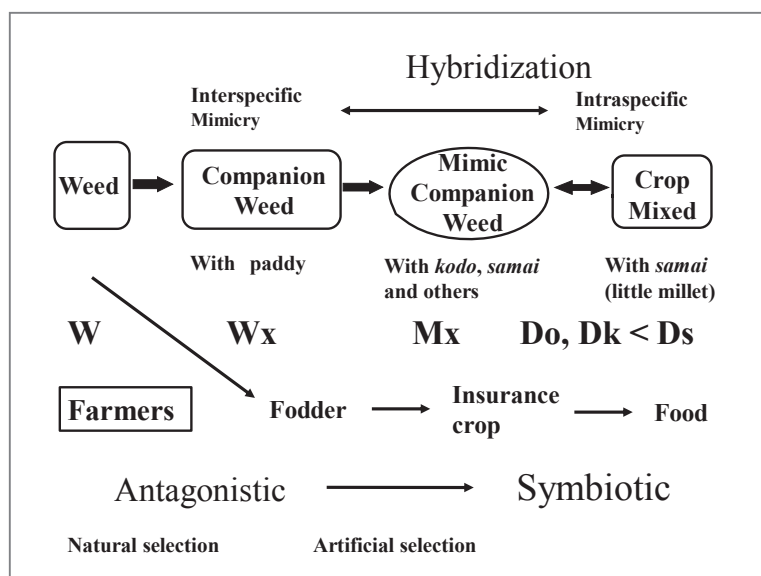 Hybridization
Interspecific
Mimicry
Intraspecific
Mimicry
Weed
Companion
Weed
Mimic
Companion
Weed
Crop
Mixed
With paddy
With kodo, samai
and others
With samai
(little millet)
W
Wx
Mx
Do, Dk < Ds
Farmers
Fodder
Insurance
crop
Food
Antagonistic
Symbiotic
Natural selection
Artificial selection